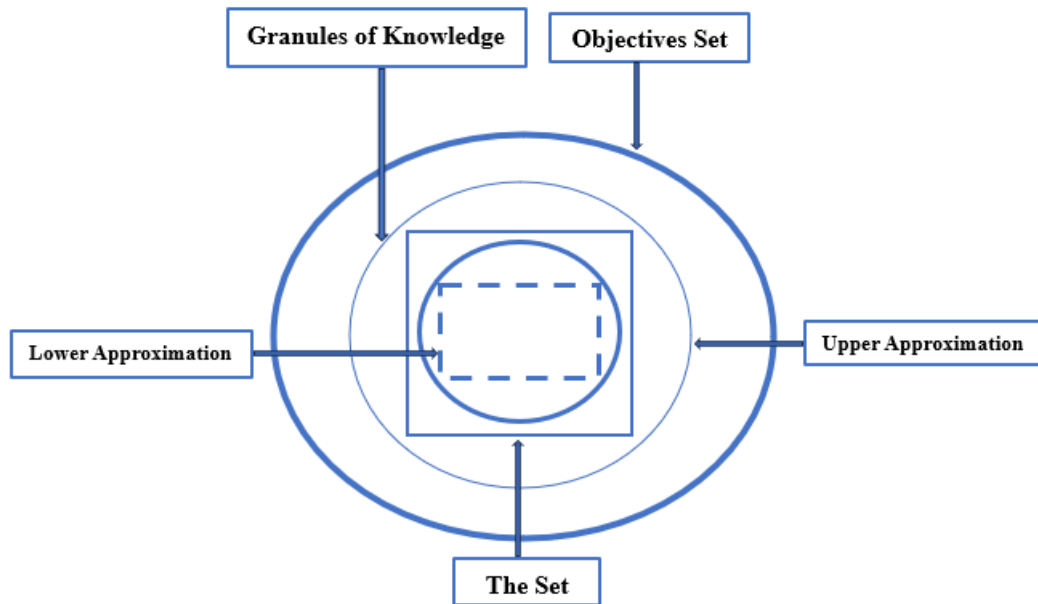 Granules of Knowledge
Objectives Set
Lower Approximation
Upper Approximation
The Set